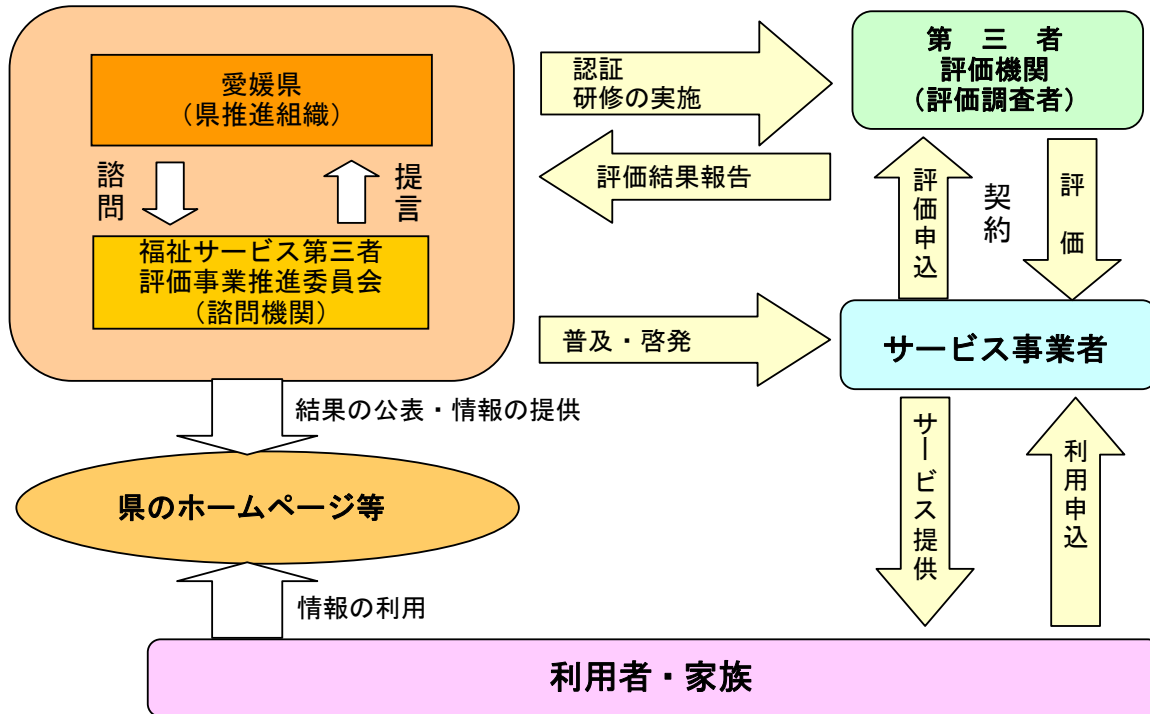 愛媛県
（県推進組織）
諮問
提言
福祉サービス第三者
評価事業推進委員会
（諮問機関）
認証
研修の実施
評価結果報告
普及・啓発
第　三　者
評価機関
（評価調査者）
評価申込
契約
評　価
サービス事業者
結果の公表・情報の提供
県のホームページ等
情報の利用
サービス提供
利用申込
利用者・家族